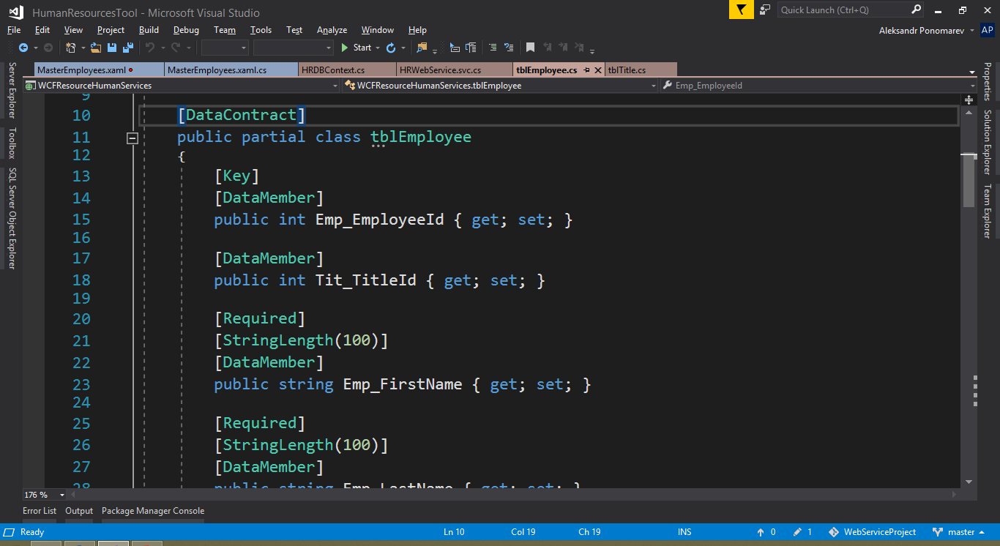 HumanResourcesTool - Microsoft Visual Studio
Quick Launch (Ctrl+Q)
File Edit View Project Build Debug Team Tools Test Analyze Window Help
Aleksandr Ponomarev AP
Start
MasterEmployees.xaml MasterEmployees.xaml.cs HRDBContext.cs HRWebService.svc.cs tblEmployee.cs tblTitle.cs
WCFResourceHumanServices WCFResourceHumanServices.tblEmployee Emp_EmployeeId
Server Explorer
Toolbox
SQL Server Object Explorer
9
10 [DataContract]
11 public partial class tblEmployee
12 {
13 [Key]
14 [DataMember]
15 public int Emp_EmployeeId { get; set; }
16
17 [DataMember]
18 public int Tit_TitleId { get; set; }
19
20 [Required]
21 [StringLength(100)]
22 [DataMember]
23 public string Emp_FirstName { get; set; }
24
25 [Required]
26 [StringLength(100)]
27 [DataMember]
28 public string Emp_LastName { get; set; }
Properties
Solution Explorer
Team Explorer
176 %
Error List Output Package Manager Console
Ready Ln 10 Col 19 Ch 19 INS 0 1 WebServiceProject master